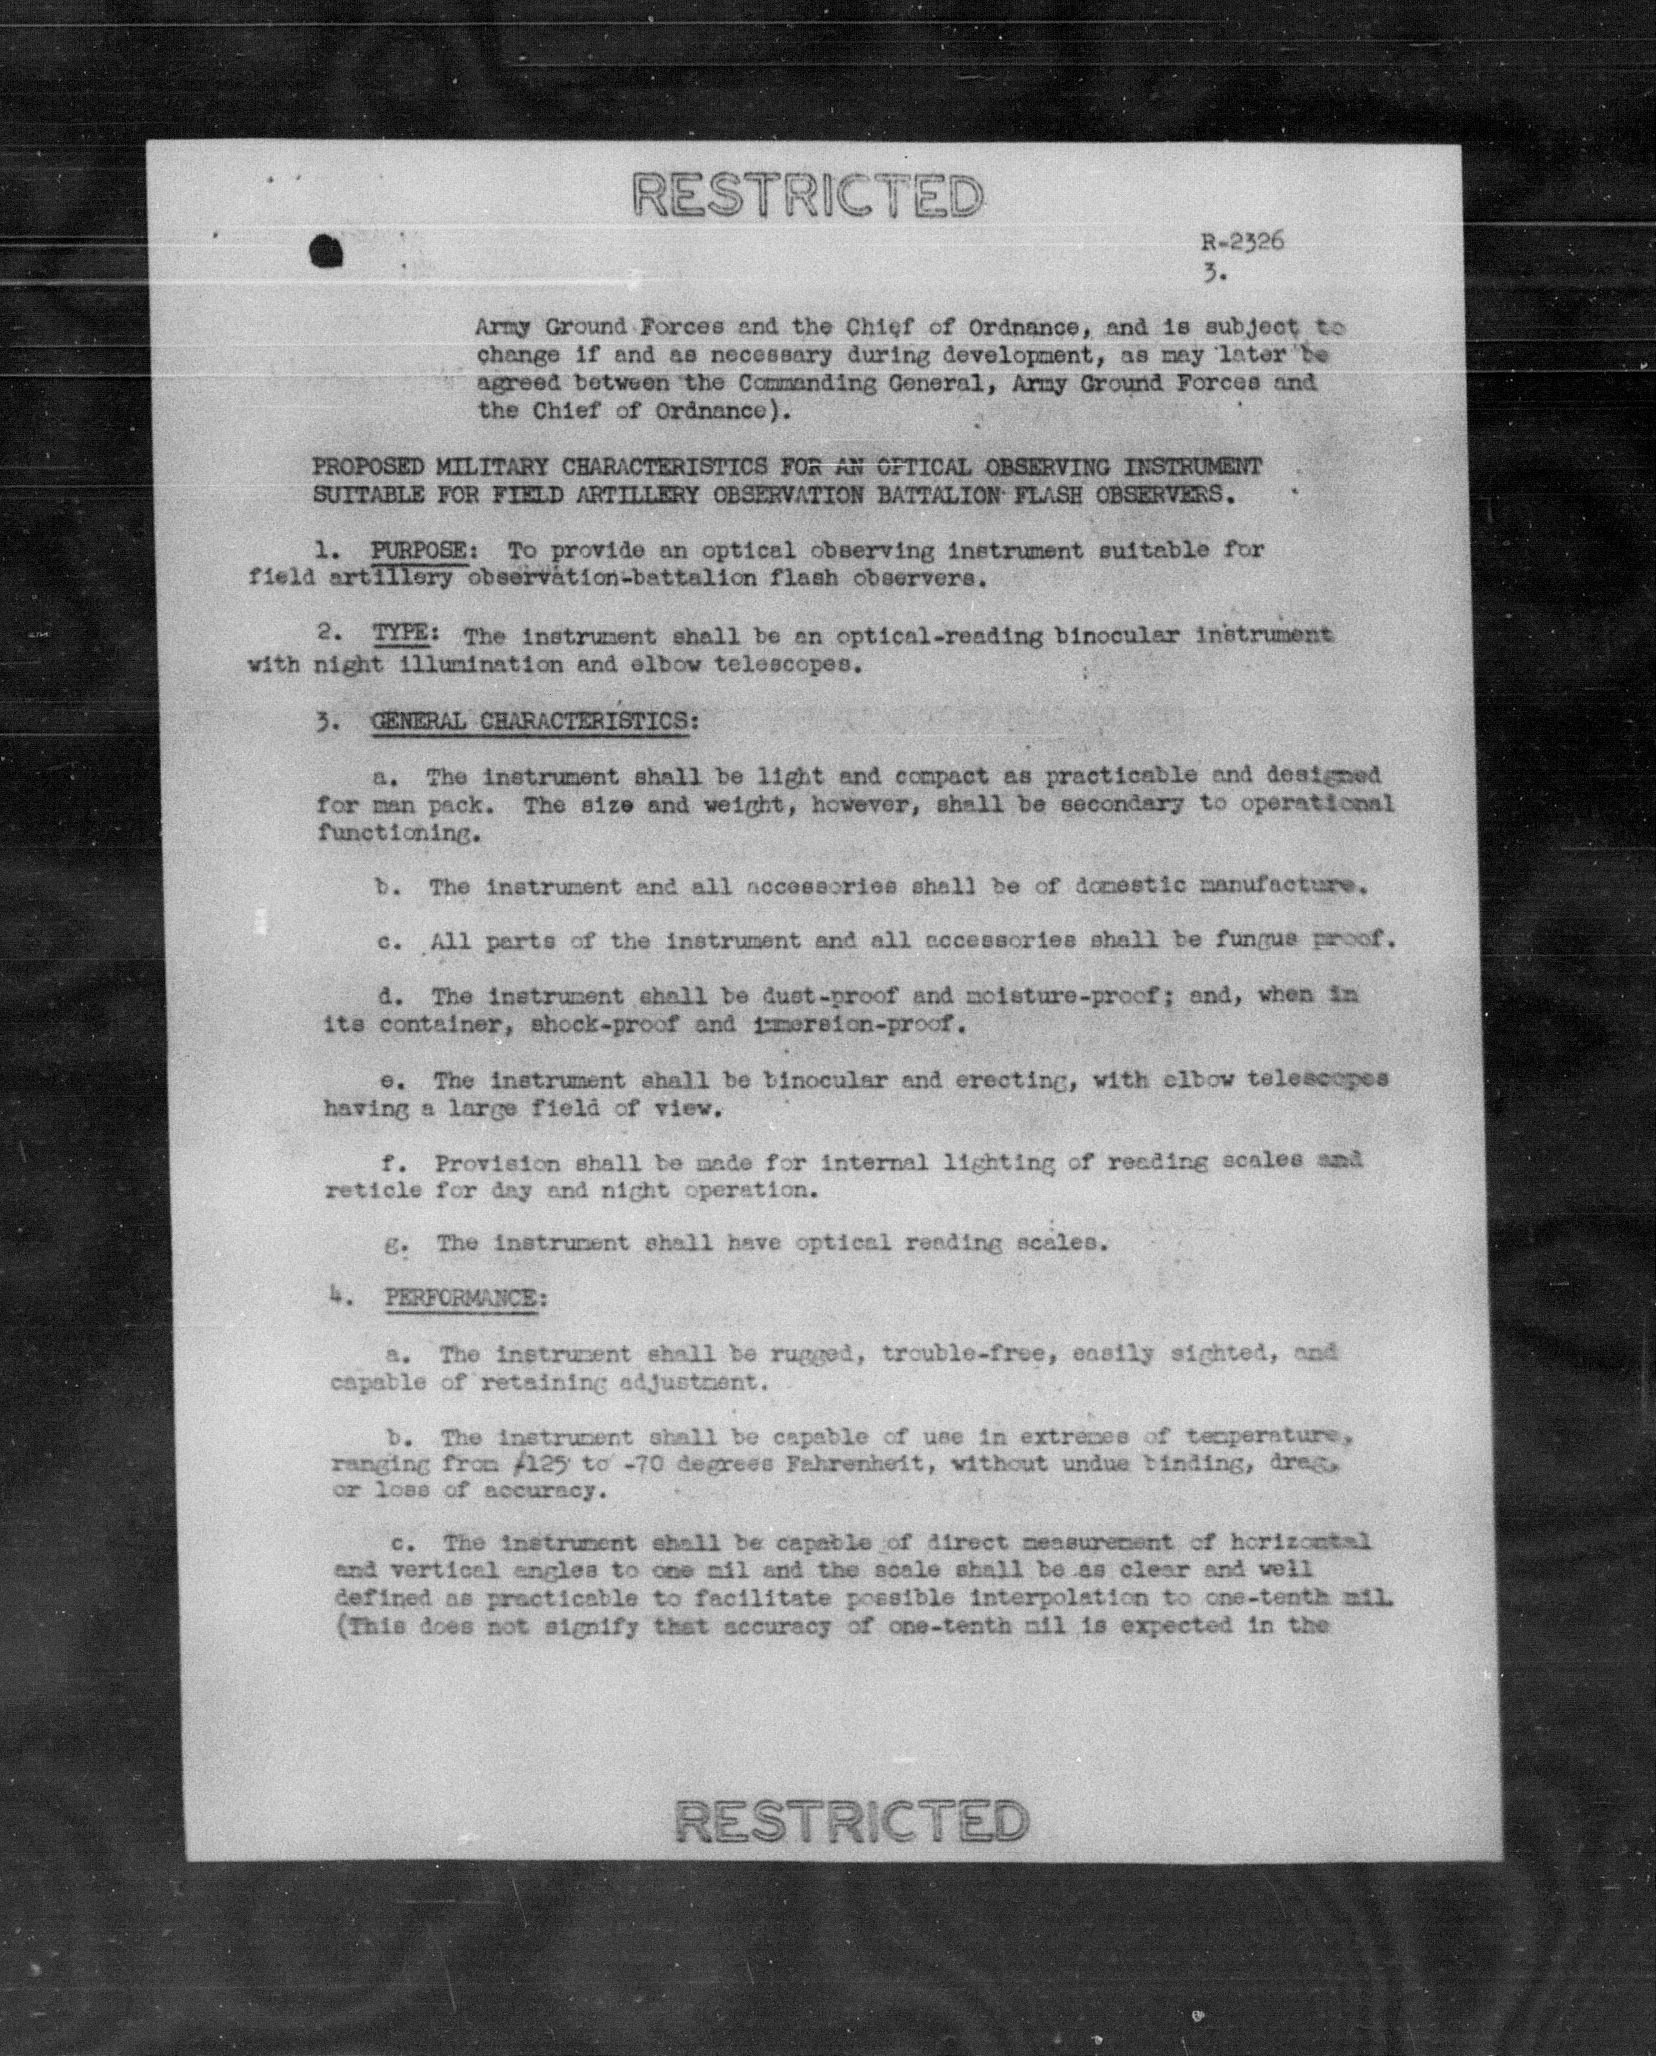 RESTRICTED
R-2326
3.
Army Ground Forces and the Chief of Ordnance, and is subject to
change if and as necessary during development, as may later be
agreed between the Commanding General, Army Ground Forces and
the Chief of Ordnance).
PROPOSED MILITARY CHARACTERISTICS FOR AN OPTICAL OBSERVING INSTRUMENT
SUITABLE FOR FIELD ARTILLERY OBSERVATION BATTALION FLASH OBSERVERS.
1. PURPOSE: To provide an optical observing instrument suitable for
field artillery observation-battalion flash observers.
2. TYPE: The instrument shall be an optical-reading binocular instrument
with night illumination and elbow telescopes.
3. GENERAL CHARACTERISTICS:
a. The instrument shall be light and compact as practicable and designed
for man pack. The size and weight, however, shall be secondary to operational
functioning.
b. The instrument and all accessories shall be of domestic manufacture.
c. All parts of the instrument and all accessories shall be fungus proof.
d. The instrument shall be dust-proof and moisture-proof; and, when in
its container, shock-proof and immersion-proof.
e. The instrument shall be binocular and erecting, with elbow telescopes
having a large field of view.
f. Provision shall be made for internal lighting of reading scales and
reticle for day and night operation.
g. The instrument shall have optical reading scales.
4. PERFORMANCE:
a. The instrument shall be rugged, trouble-free, easily sighted, and
capable of retaining adjustment.
b. The instrument shall be capable of use in extremes of temperature,
ranging from /125 to -70 degrees Fahrenheit, without undue binding, drag,
or loss of accuracy.
c. The instrument shall be capable of direct measurement of horizontal
and vertical angles to one mil and the scale shall be as clear and well
defined as practicable to facilitate possible interpolation to one-tenth mil.
(This does not signify that accuracy of one-tenth mil is expected in the
RESTRICTED